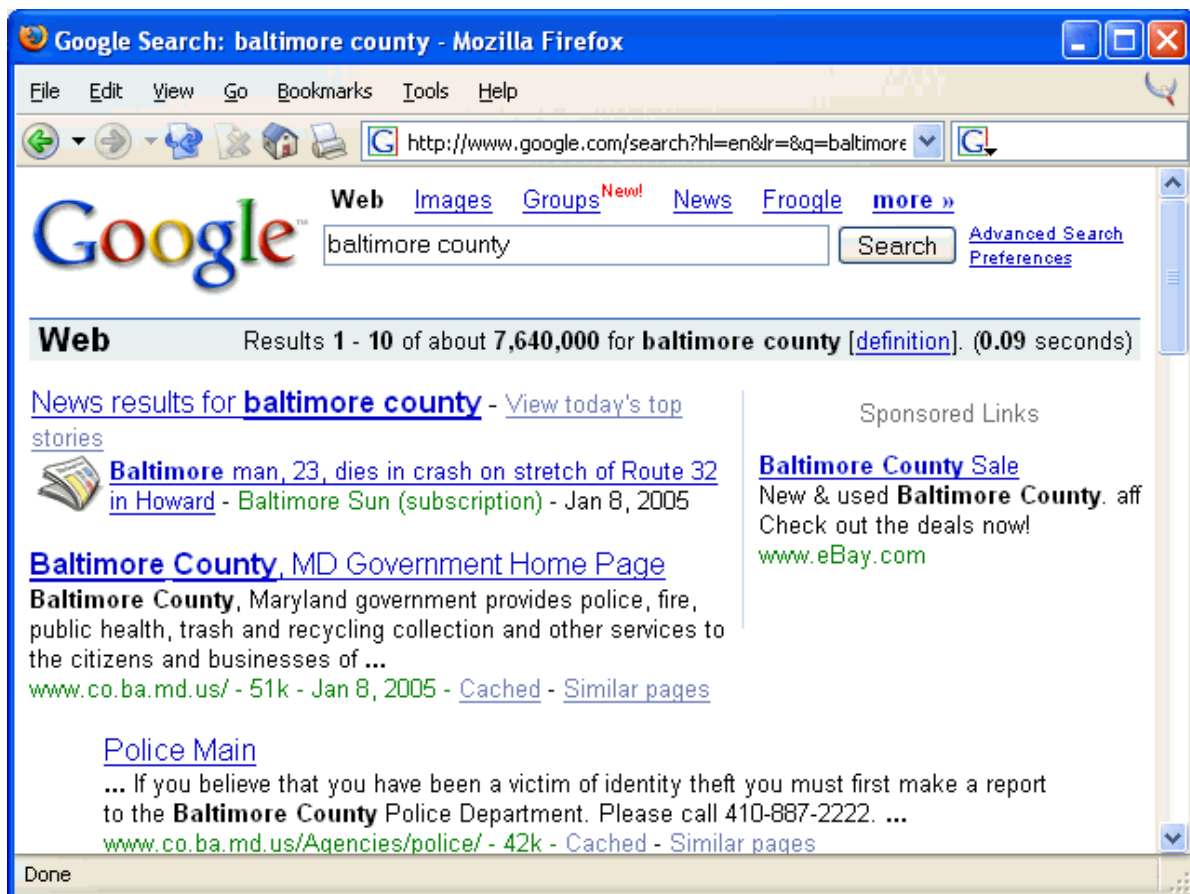 Google Search: baltimore county - Mozilla Firefox
File Edit View Go Bookmarks Tools Help
http://www.google.com/search?hl=en&lr=&q=baltimore
Google™
Web Images Groups New! News Froogle more »
baltimore county Search
Advanced Search
Preferences
Web Results 1 - 10 of about 7,640,000 for baltimore county [definition]. (0.09 seconds)
News results for baltimore county - View today's top
stories
Baltimore man, 23, dies in crash on stretch of Route 32
in Howard - Baltimore Sun (subscription) - Jan 8, 2005
Baltimore County, MD Government Home Page
Baltimore County, Maryland government provides police, fire,
public health, trash and recycling collection and other services to
the citizens and businesses of ...
www.co.ba.md.us/ - 51k - Jan 8, 2005 - Cached - Similar pages
Police Main
... If you believe that you have been a victim of identity theft you must first make a report
to the Baltimore County Police Department. Please call 410-887-2222. ...
www.co.ba.md.us/Agencies/police/ - 42k - Cached - Similar pages
Sponsored Links
Baltimore County Sale
New & used Baltimore County. aff
Check out the deals now!
www.eBay.com
Done